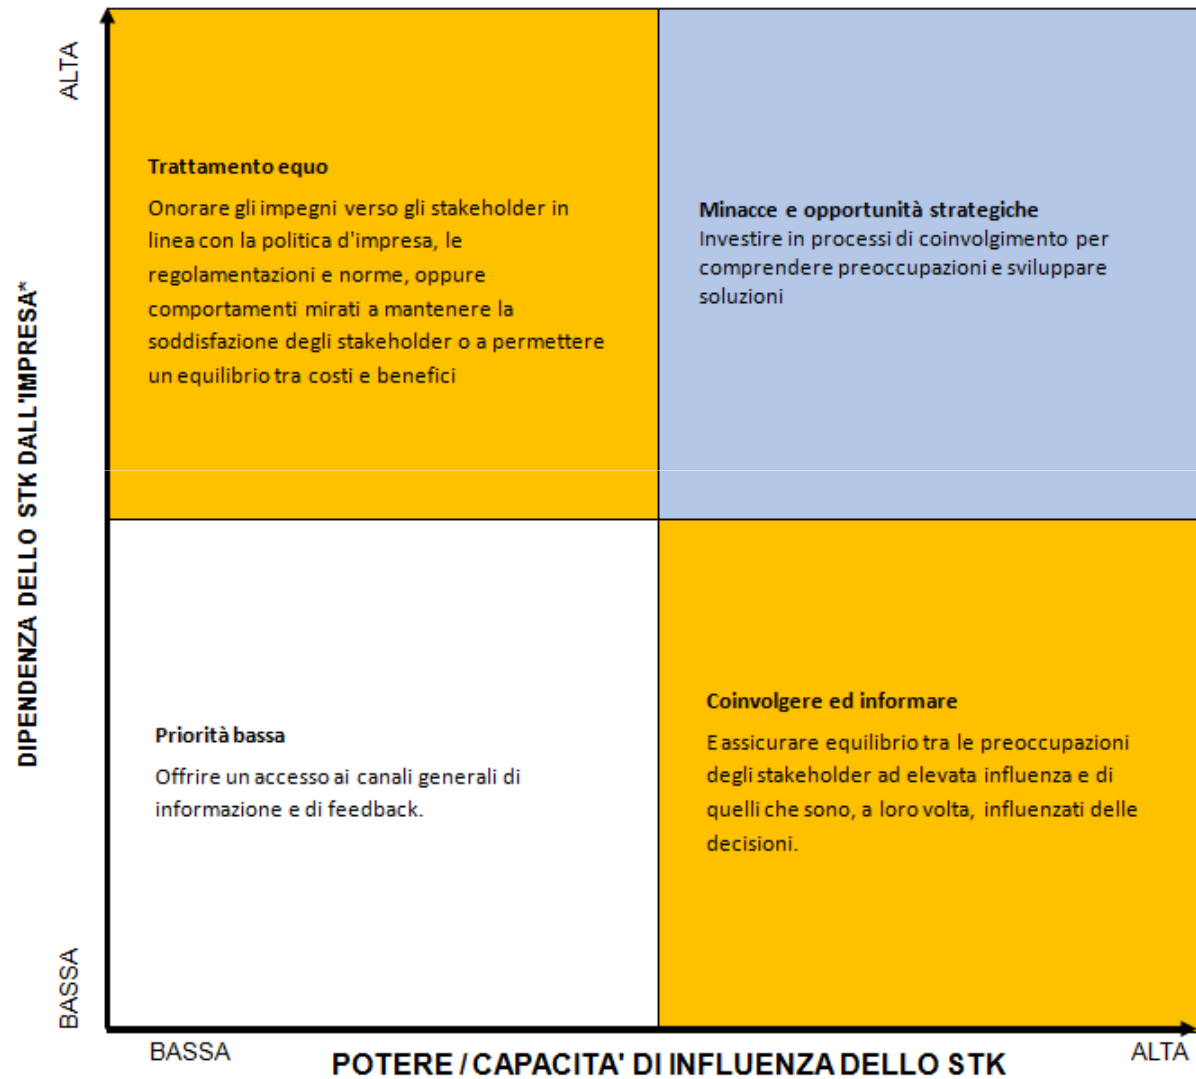 ALTA
Trattamento equo
Onorare gli impegni verso gli stakeholder in
linea con la politica d'impresa, le
regolamentazioni e norme, oppure
comportamenti mirati a mantenere la
soddisfazione degli stakeholder o a permettere
un equilibrio tra costi e benefici
Minacce e opportunità strategiche
Investire in processi di coinvolgimento per
comprendere preoccupazioni e sviluppare
soluzioni
DIPENDENZA DELLO STK DALL'IMPRESA*
Priorità bassa
Offrire un accesso ai canali generali di
informazione e di feedback.
Coinvolgere ed informare
E assicurare equilibrio tra le preoccupazioni
degli stakeholder ad elevata influenza e di
quelli che sono, a loro volta, influenzati delle
decisioni.
BASSA
BASSA
POTERE / CAPACITA' DI INFLUENZA DELLO STK
ALTA